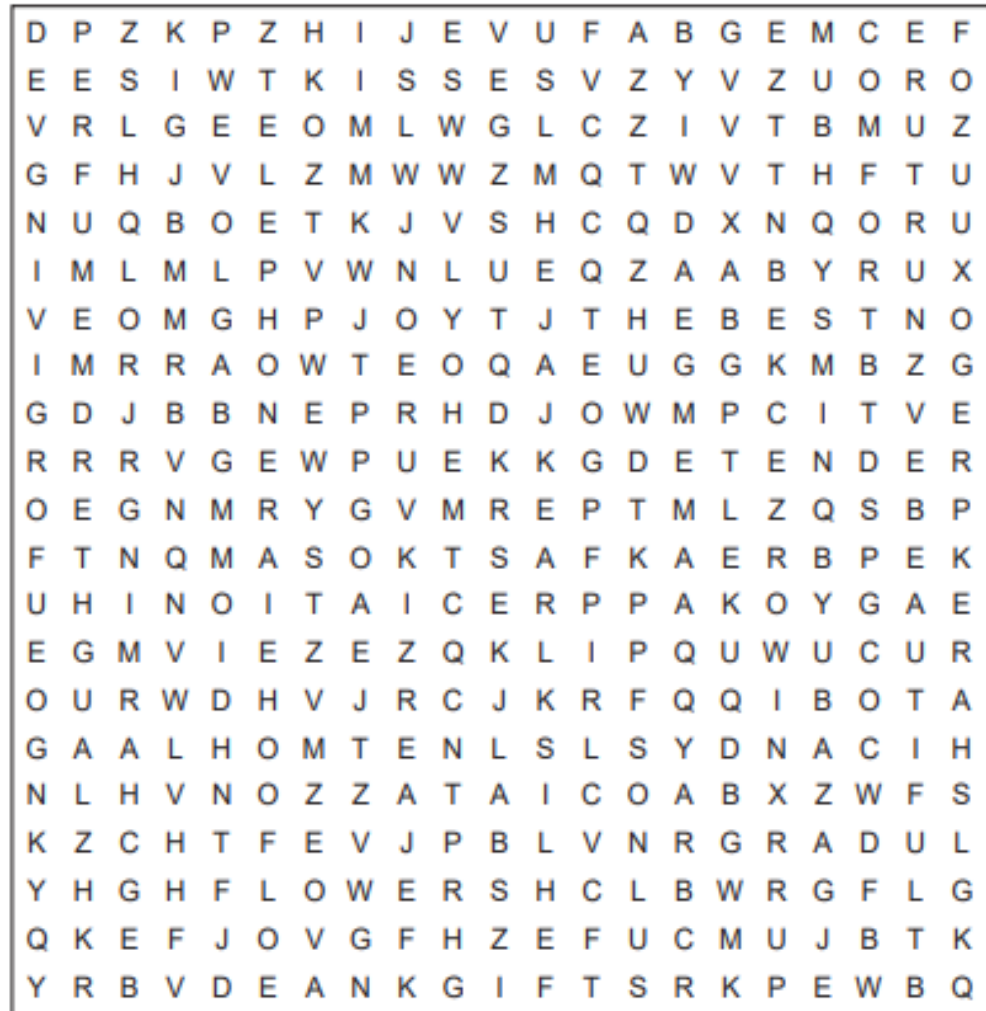 D P Z K P Z H I J E V U F A B G E M C E F
E E S I W T K I S S E S V Z Y V Z U O R O
V R L G E E O M L W G L C Z I V T B M U Z
G F H J V L Z M W W Z M Q T W V T H F T U
N U Q B O E T K J V S H C Q D X N Q O R U
I M L M L P V W N L U E Q Z A A B Y R U X
V E O M G H P J O Y T J T H E B E S T N O
I M R R A O W T E O Q A E U G G K M B Z G
G D J B B N E P R H D J O W M P C I T V E
R R R V G E W P U E K K G D E T E N D E R
O E G N M R Y G V M R E P T M L Z Q S B P
F T N Q M A S O K T S A F K A E R B P E K
U H I N O I T A I C E R P P A K O Y G A E
E G M V I E Z E Z Q K L I P Q U W U C U R
O U R W D H V J R C J K R F Q Q I B O T A
G A A L H O M T E N L S L S Y D N A C I H
N L H V N O Z Z A T A I C O A B X Z W F S
K Z C H T F E V J P B L V N R G R A D U L
Y H G H F L O W E R S H C L B W R G F L G
Q K E F J O V G F H Z E F U C M U J B T K
Y R B V D E A N K G I F T S R K P E W B Q